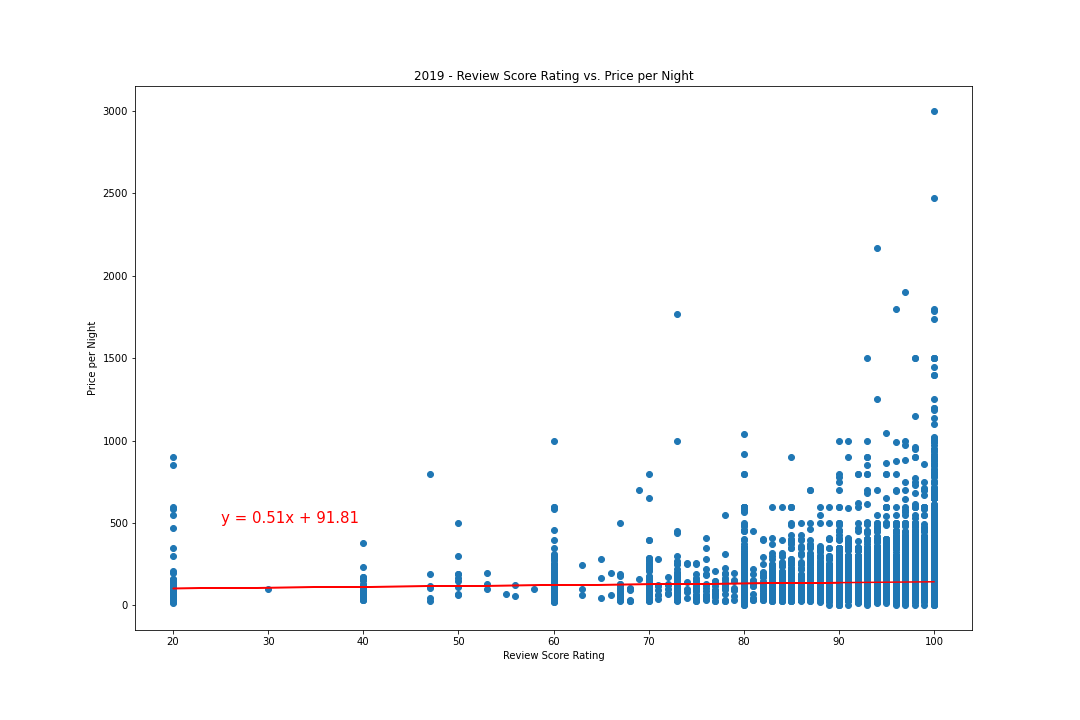 2019 - Review Score Rating vs. Price per Night
3000
2500
2000
1500
1000
500
0
Price per Night
y = 0.51x + 91.81
20 30 40 50 60 70 80 90 100
Review Score Rating